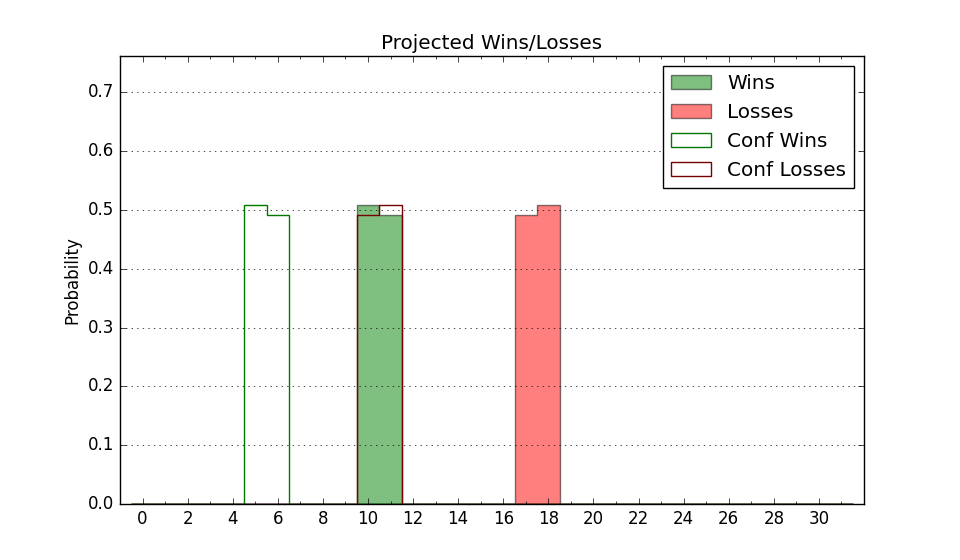 Projected Wins/Losses
Wins
Losses
Conf Wins
Conf Losses
Probability
0.7
0.6
0.5
0.4
0.3
0.2
0.1
0.0
0 2 4 6 8 10 12 14 16 18 20 22 24 26 28 30